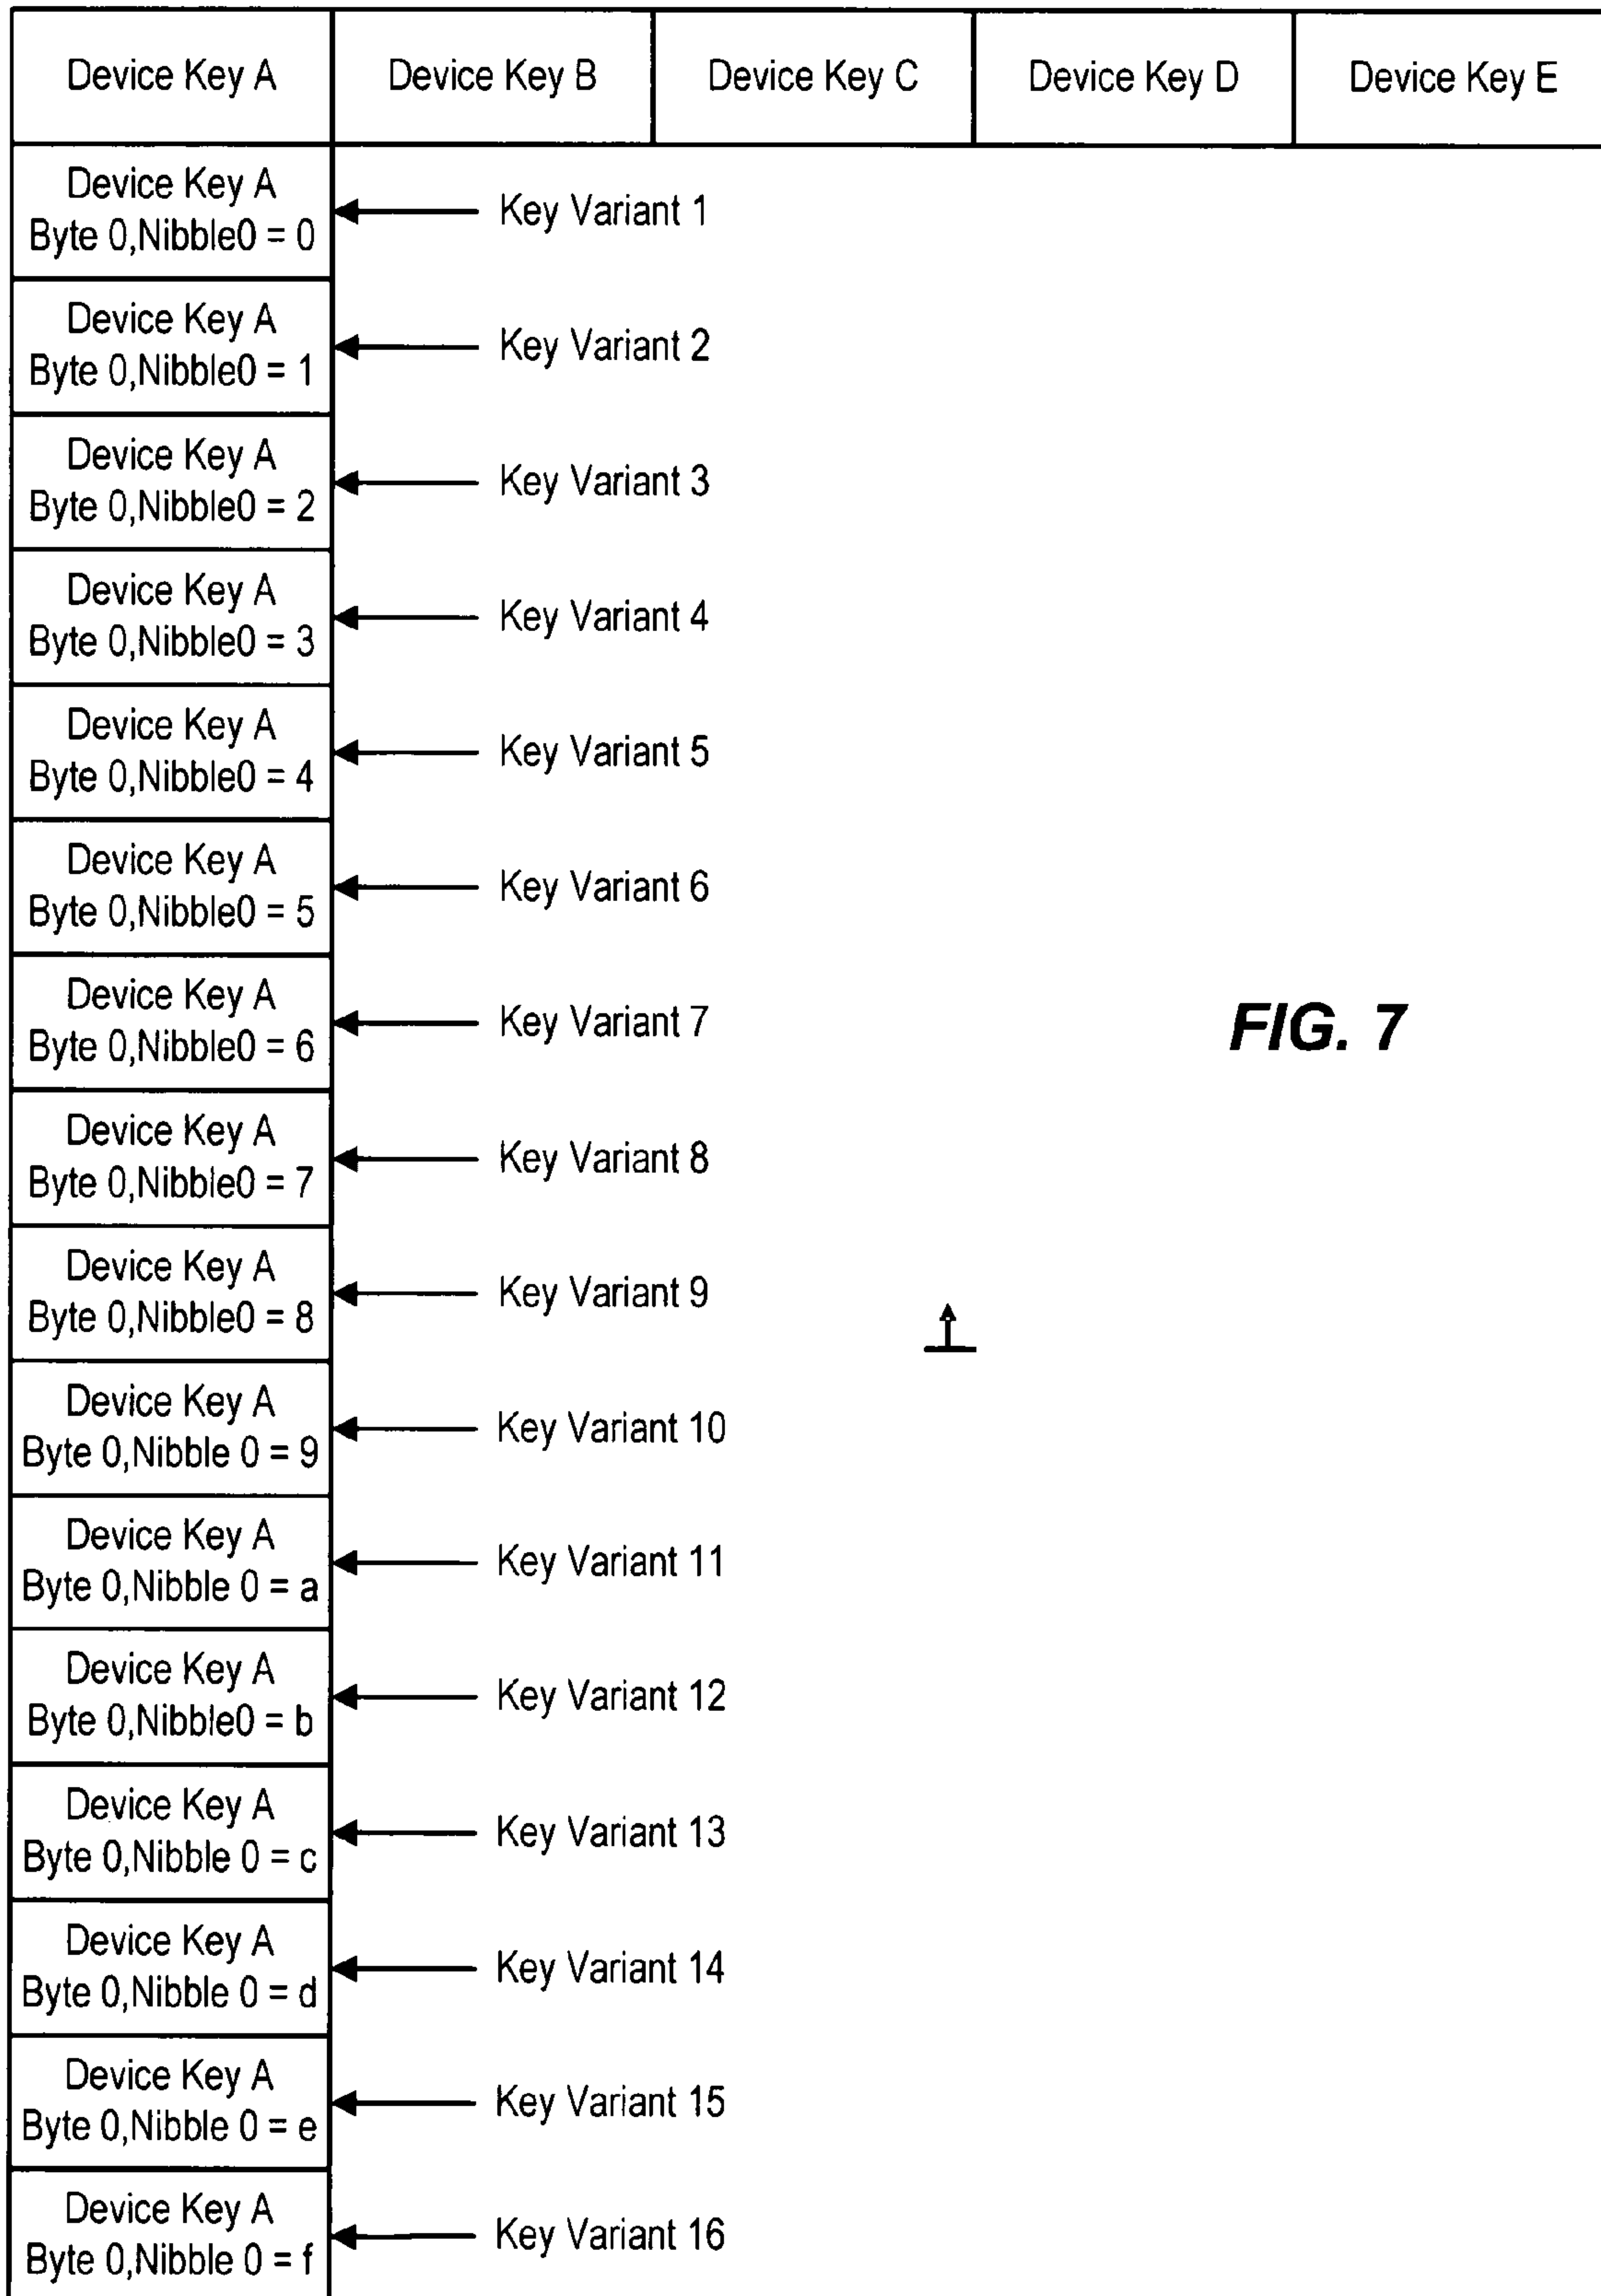 Device Key A Device Key B Device Key C Device Key D Device Key E
Device Key A
Byte 0,Nibble0 = 0
Key Variant 1
Device Key A
Byte 0,Nibble0 = 1
Key Variant 2
Device Key A
Byte 0,Nibble0 = 2
Key Variant 3
Device Key A
Byte 0,Nibble0 = 3
Key Variant 4
Device Key A
Byte 0,Nibble0 = 4
Key Variant 5
Device Key A
Byte 0,Nibble0 = 5
Key Variant 6
Device Key A
Byte 0,Nibble0 = 6
Key Variant 7
FIG. 7
Device Key A
Byte 0,Nibble0 = 7
Key Variant 8
Device Key A
Byte 0,Nibble0 = 8
Key Variant 9
Device Key A
Byte 0,Nibble 0 = 9
Key Variant 10
Device Key A
Byte 0,Nibble 0 = a
Key Variant 11
Device Key A
Byte 0,Nibble0 = b
Key Variant 12
Device Key A
Byte 0,Nibble 0 = c
Key Variant 13
Device Key A
Byte 0,Nibble 0 = d
Key Variant 14
Device Key A
Byte 0,Nibble 0 = e
Key Variant 15
Device Key A
Byte 0,Nibble 0 = f
Key Variant 16